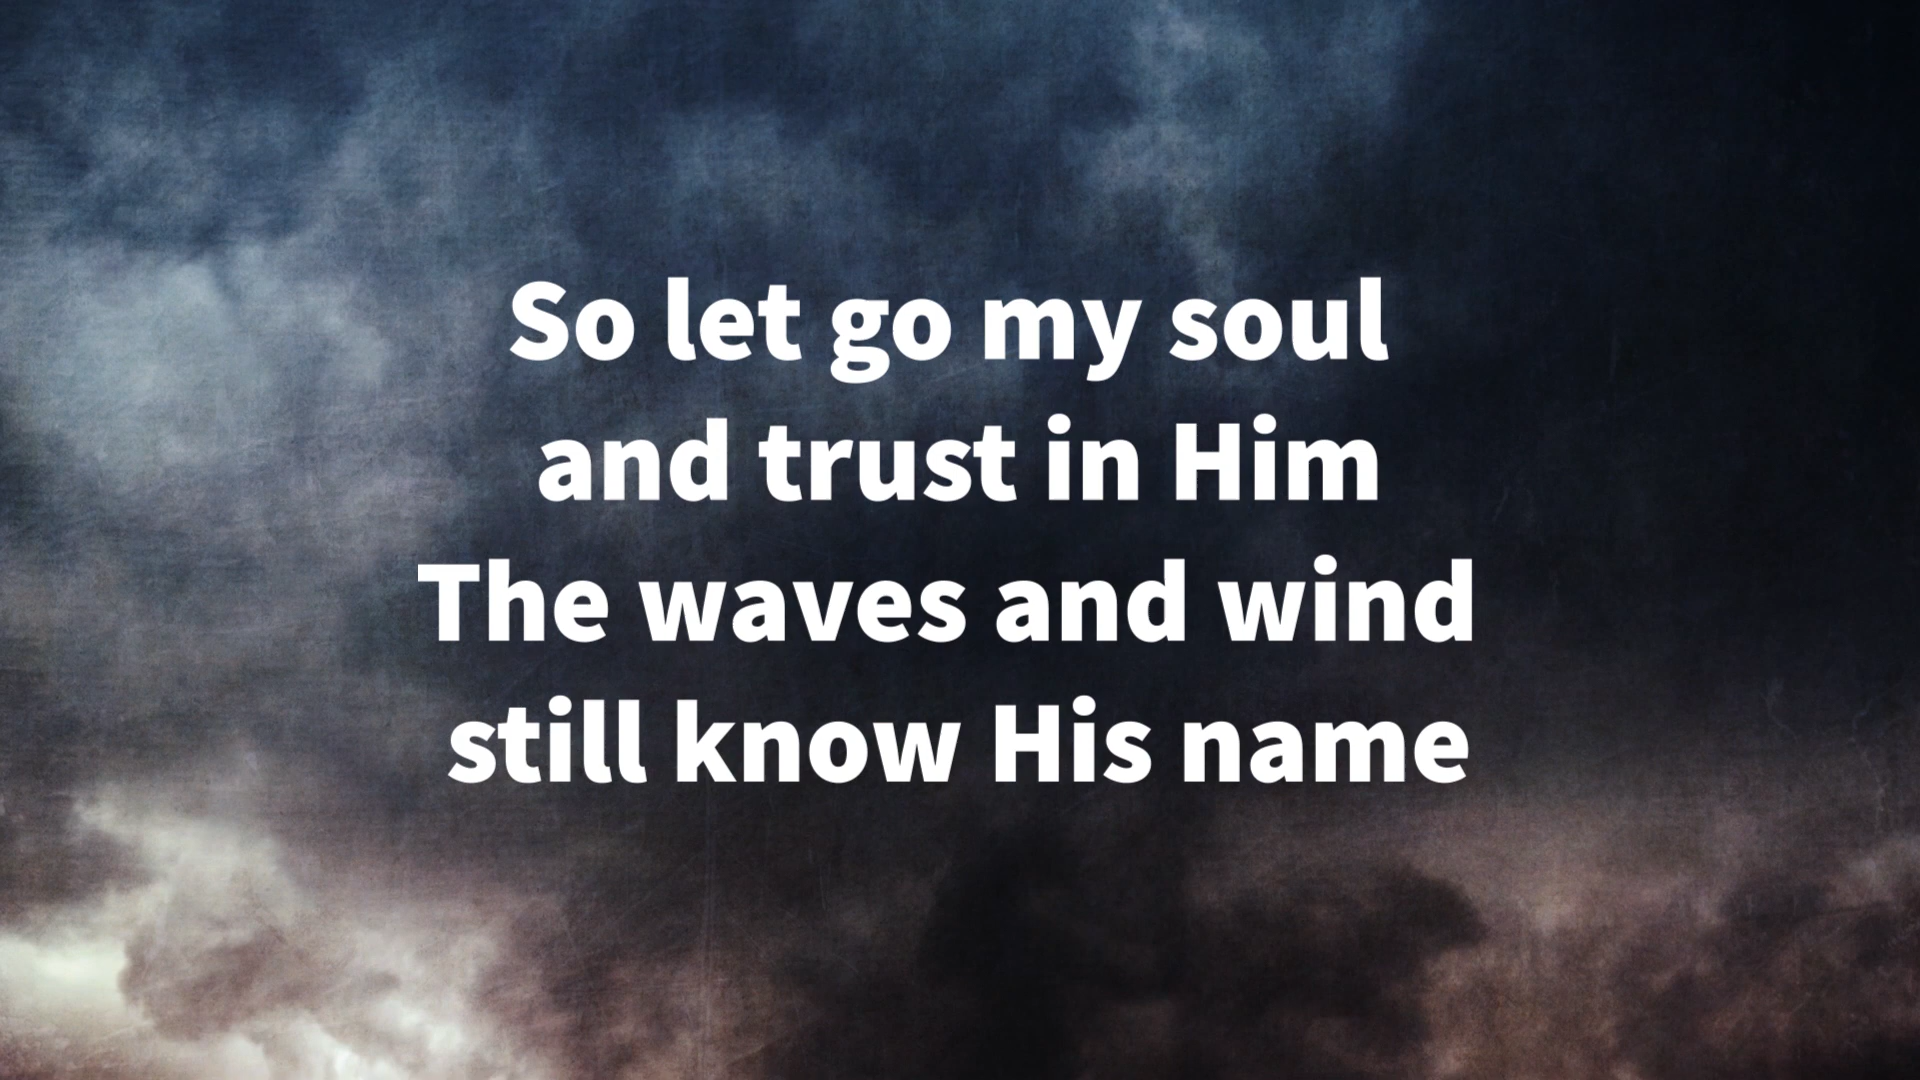 So let go my soul
and trust in Him
The waves and wind
still know His name